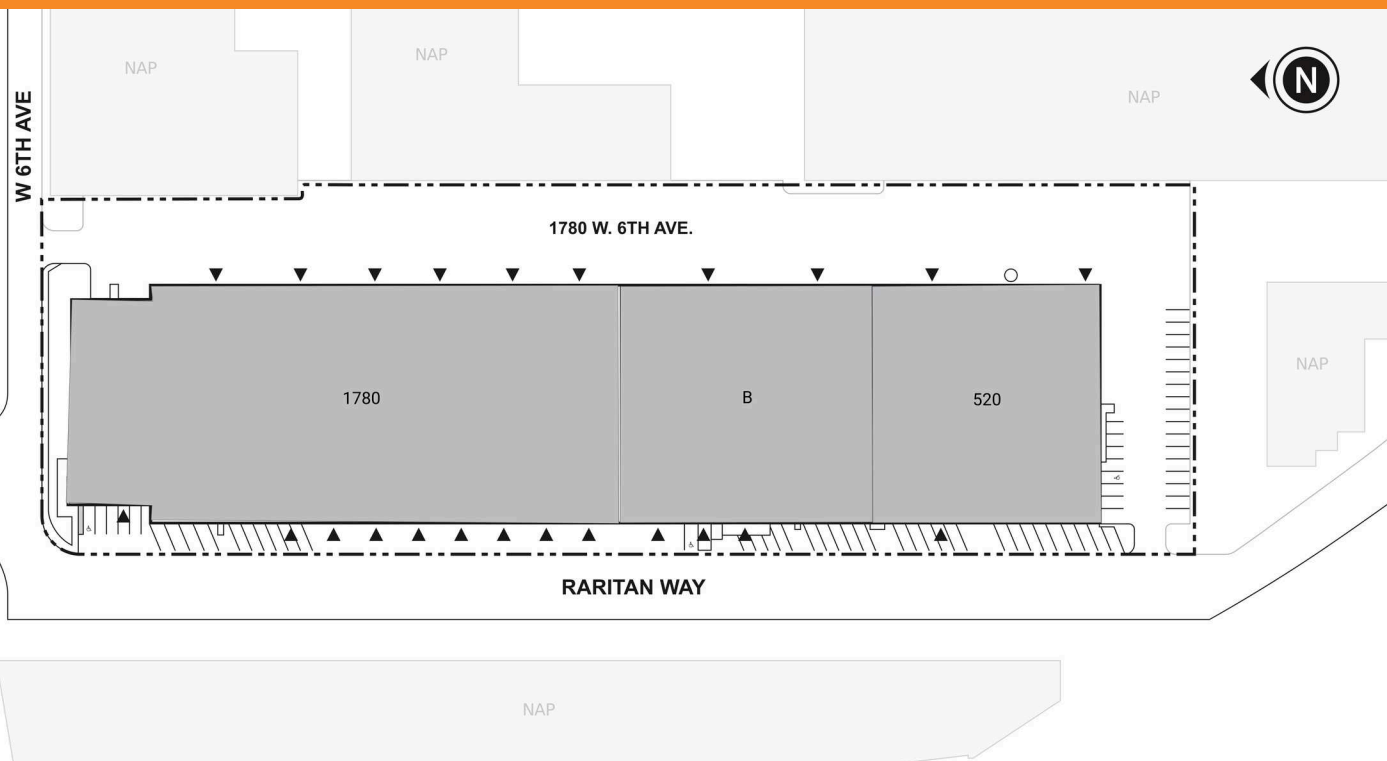 NAP
NAP
NAP
N
W 6TH AVE
1780 W. 6TH AVE.
1780
B
520
NAP
RARITAN WAY
NAP